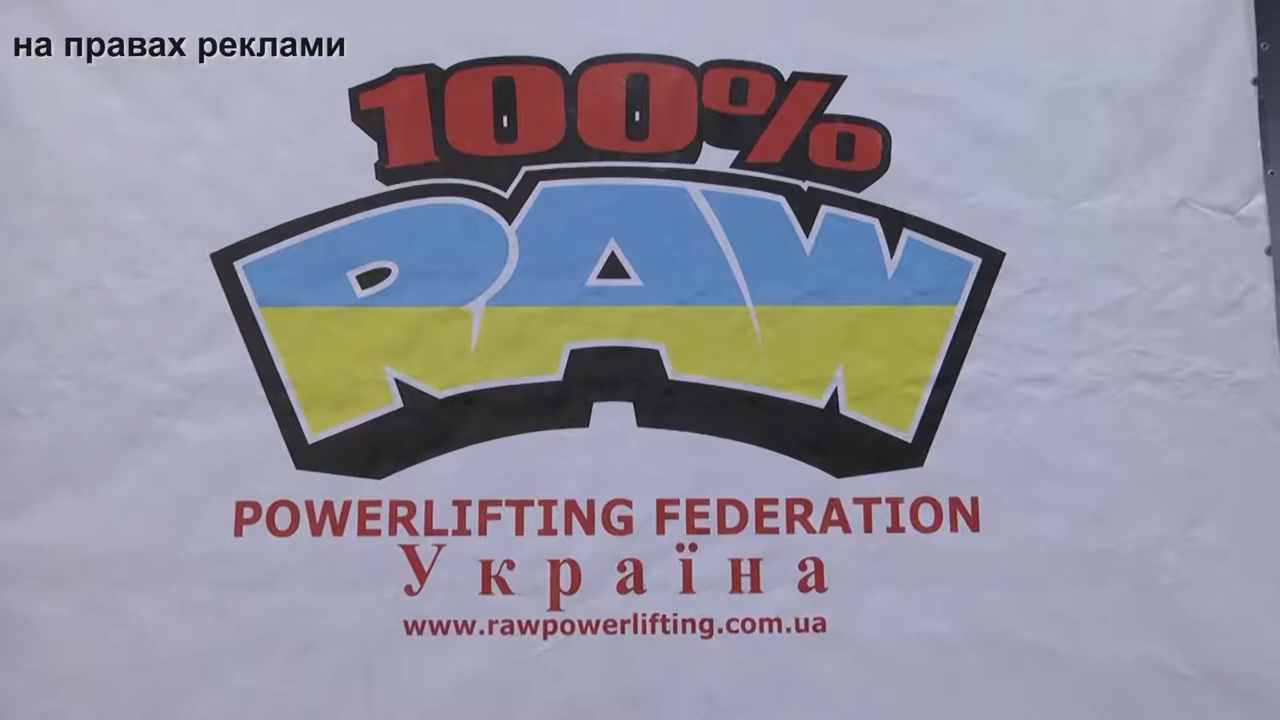 на правах реклами
100%
RAW
POWERLIFTING FEDERATION
Україна
www.rawpowerlifting.com.ua